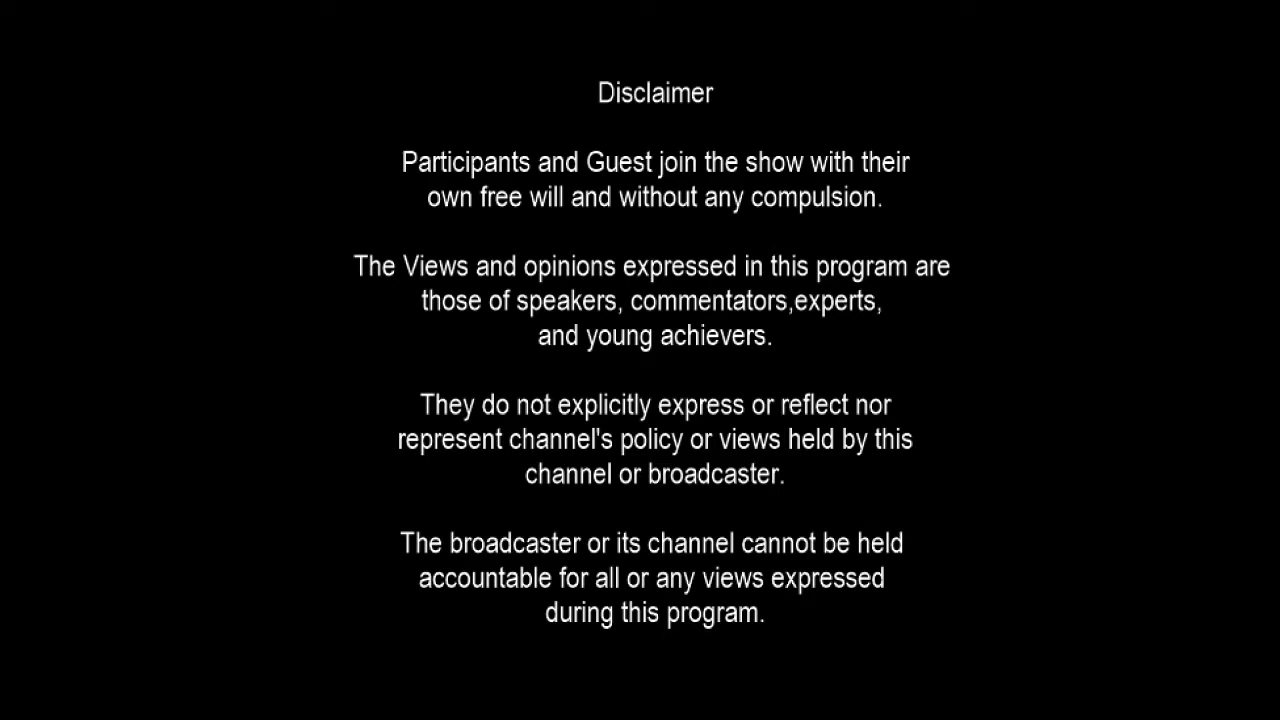 Disclaimer
Participants and Guest join the show with their
own free will and without any compulsion.
The Views and opinions expressed in this program are
those of speakers, commentators,experts,
and young achievers.
They do not explicitly express or reflect nor
represent channel's policy or views held by this
channel or broadcaster.
The broadcaster or its channel cannot be held
accountable for all or any views expressed
during this program.